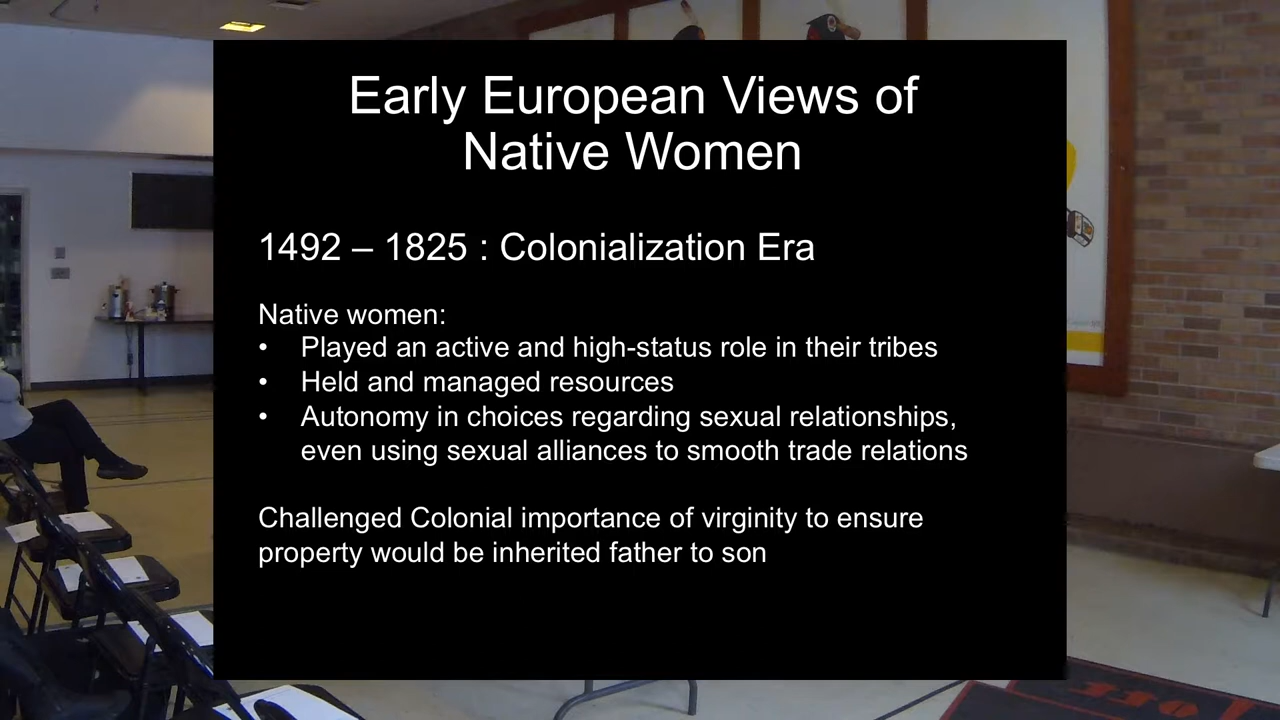 Early European Views of
Native Women
1492 – 1825 : Colonialization Era
Native women:
• Played an active and high-status role in their tribes
• Held and managed resources
• Autonomy in choices regarding sexual relationships,
even using sexual alliances to smooth trade relations
Challenged Colonial importance of virginity to ensure
property would be inherited father to son